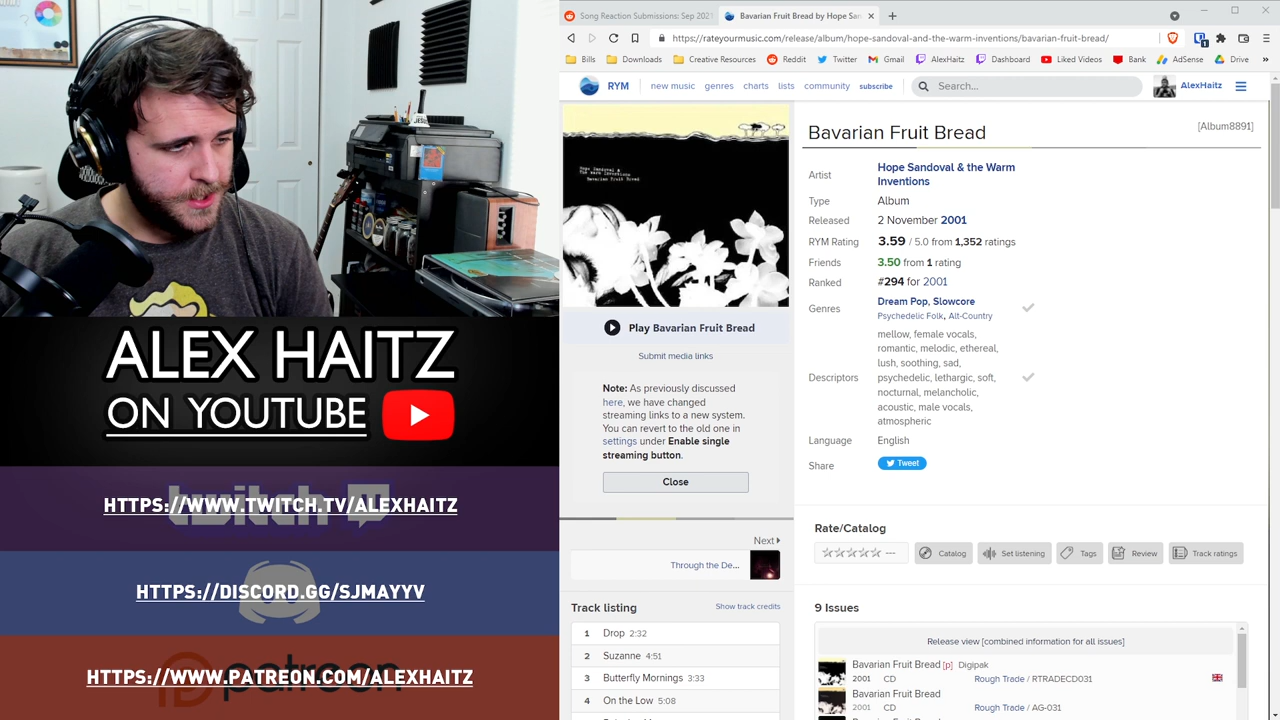 ALEX HAITZ
ON YOUTUBE
twitch
HTTPS://WWW.TWITCH.TV/ALEXHAITZ
HTTPS://DISCORD.GG/SJMAYYV
patreon
HTTPS://WWW.PATREON.COM/ALEXHAITZ
Song Reaction Submissions: Sep 2021
Bavarian Fruit Bread by Hope San
https://rateyourmusic.com/release/album/hope-sandoval-and-the-warm-inventions/bavarian-fruit-bread/
Bills Downloads Creative Resources Reddit Twitter Gmail AlexHaitz Dashboard Liked Videos Bank AdSense Drive »
RYM new music genres charts lists community subscribe Search... AlexHaitz
Hope Sandoval &
The Warm Inventions
Bavarian Fruit Bread
Play Bavarian Fruit Bread
Submit media links
Note: As previously discussed
here, we have changed
streaming links to a new system.
You can revert to the old one in
settings under Enable single
streaming button.
Close
Next
Through the De...
Track listing Show track credits
1 Drop 2:32
2 Suzanne 4:51
3 Butterfly Mornings 3:33
4 On the Low 5:08
Bavarian Fruit Bread [Album8891]
Artist Hope Sandoval & the Warm
Inventions
Type Album
Released 2 November 2001
RYM Rating 3.59 / 5.0 from 1,352 ratings
Friends 3.50 from 1 rating
Ranked #294 for 2001
Genres Dream Pop, Slowcore
Psychedelic Folk, Alt-Country
Descriptors mellow, female vocals,
romantic, melodic, ethereal,
lush, soothing, sad,
psychedelic, lethargic, soft,
nocturnal, melancholic,
acoustic, male vocals,
atmospheric
Language English
Share Tweet
Rate/Catalog
--- Catalog Set listening Tags Review Track ratings
9 Issues
Release view [combined information for all issues]
Bavarian Fruit Bread [p] Digipak
2001 CD Rough Trade / RTRADECD031
Bavarian Fruit Bread
2001 CD Rough Trade / AG-031